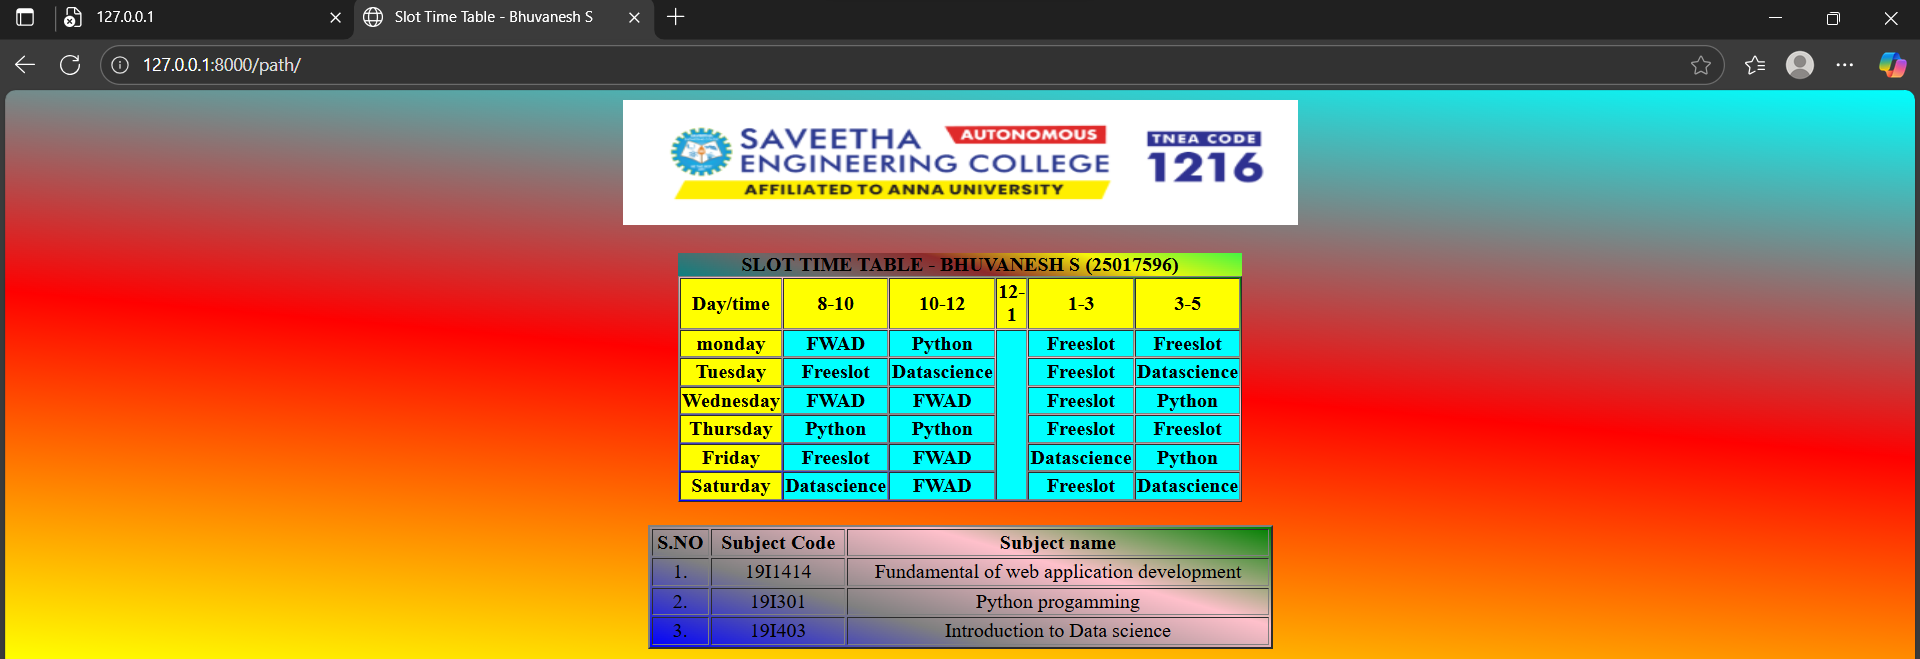 127.0.0.1
Slot Time Table - Bhuvanesh S
127.0.0.1:8000/path/
SAVEETHA AUTONOMOUS
ENGINEERING COLLEGE
AFFILIATED TO ANNA UNIVERSITY
TNEA CODE
1216
SLOT TIME TABLE - BHUVANESH S (25017596)
Day/time 8-10 10-12 12-1 1-3 3-5
monday FWAD Python Freeslot Freeslot
Tuesday Freeslot Datascience Freeslot Datascience
Wednesday FWAD FWAD Freeslot Python
Thursday Python Python Freeslot Freeslot
Friday Freeslot FWAD Datascience Python
Saturday Datascience FWAD Freeslot Datascience
S.NO Subject Code Subject name
1. 19I1414 Fundamental of web application development
2. 19I301 Python progamming
3. 19I403 Introduction to Data science